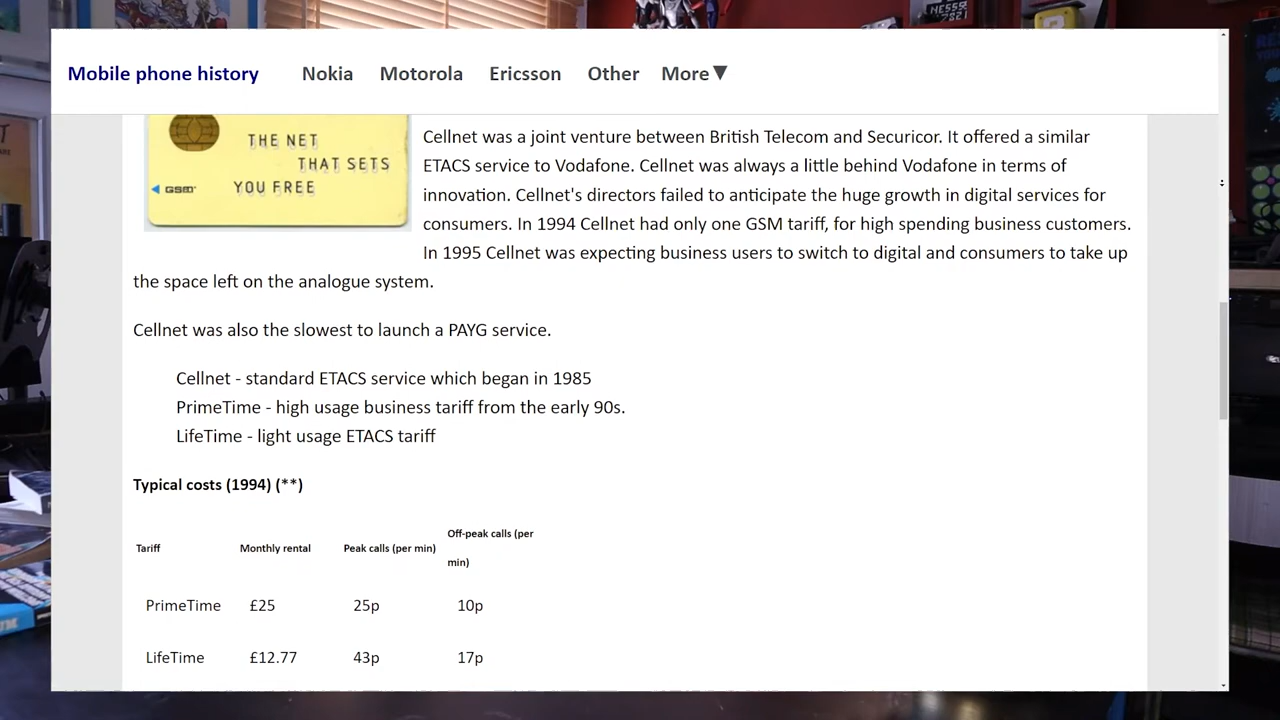 NESS?
7S21
Mobile phone history Nokia Motorola Ericsson Other More▼
THE NET
THAT SETS
YOU FREE
GSM
Cellnet was a joint venture between British Telecom and Securicor. It offered a similar
ETACS service to Vodafone. Cellnet was always a little behind Vodafone in terms of
innovation. Cellnet's directors failed to anticipate the huge growth in digital services for
consumers. In 1994 Cellnet had only one GSM tariff, for high spending business customers.
In 1995 Cellnet was expecting business users to switch to digital and consumers to take up
the space left on the analogue system.
Cellnet was also the slowest to launch a PAYG service.
Cellnet - standard ETACS service which began in 1985
PrimeTime - high usage business tariff from the early 90s.
LifeTime - light usage ETACS tariff
Typical costs (1994) (**)
Tariff Monthly rental Peak calls (per min) Off-peak calls (per
min)
PrimeTime £25 25p 10p
LifeTime £12.77 43p 17p